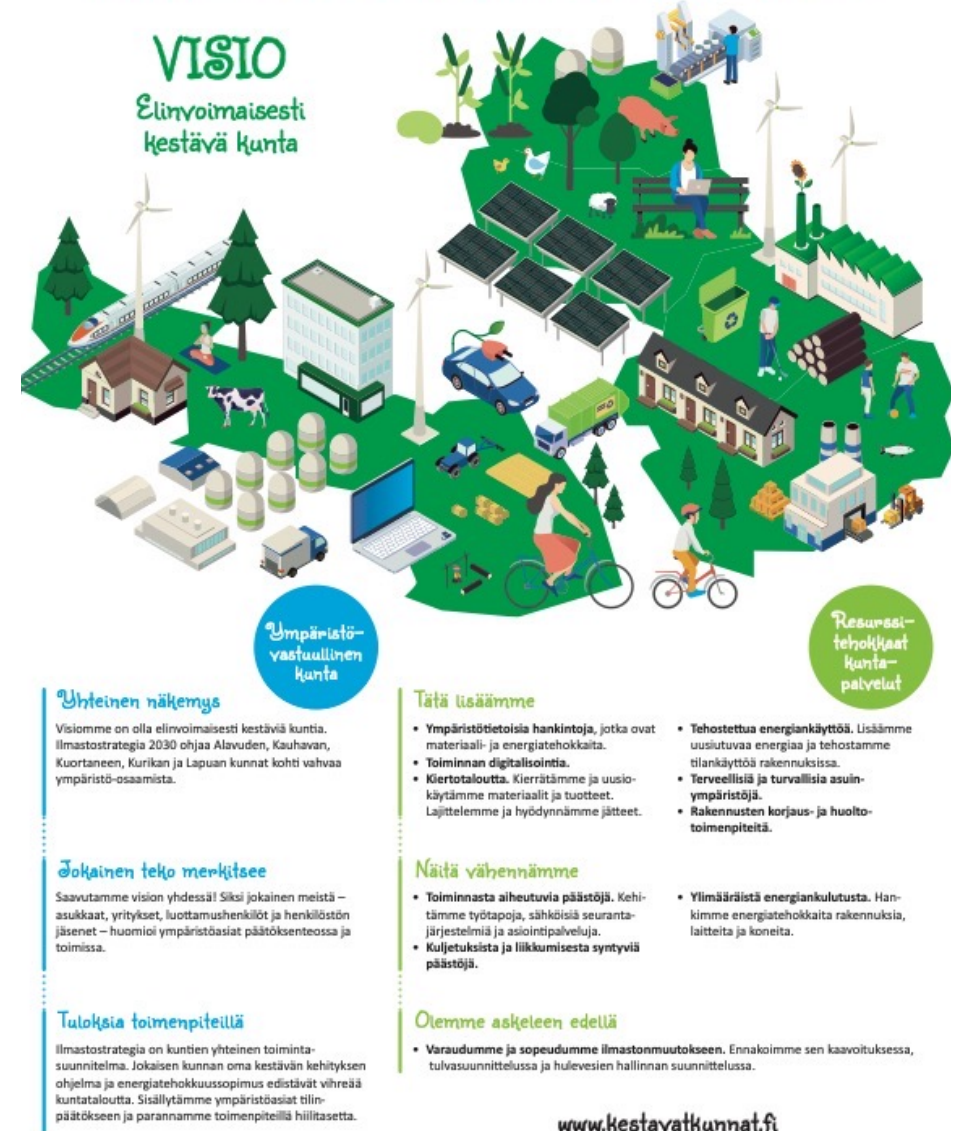 VISIO
Elinvoimaisesti
kestävä kunta
Ympäristö-
vastuullinen
kunta
Resurssi-
tehokkaat
kunta-
palvelut
Yhteinen näkemys
Visiomme on olla elinvoimaisesti kestäviä kuntia.
Ilmastostrategia 2030 ohjaa Alavuden, Kauhavan,
Kuortaneen, Kurikan ja Lapuan kunnat kohti vahvaa
ympäristö-osaamista.
Jokainen teko merkitsee
Saavutamme vision yhdessä! Siksi jokainen meistä –
asukkaat, yritykset, luottamushenkilöt ja henkilöstön
jäsenet – huomioi ympäristöasiat päätöksenteossa ja
toimissa.
Tuloksia toimenpiteillä
Ilmastostrategia on kuntien yhteinen toiminta-
suunnitelma. Jokaisen kunnan oma kestävän kehityksen
ohjelma ja energiatehokkuussopimus edistävät vihreää
kuntataloutta. Sisällytämme ympäristöasiat tilin-
päätökseen ja parannamme toimenpiteillä hiilitasetta.
Tätä lisäämme
• Ympäristötietoisia hankintoja, jotka ovat
materiaali- ja energiatehokkaita.
• Toiminnan digitalisointia.
• Kiertotaloutta. Kierrätämme ja uusio-
käytämme materiaalit ja tuotteet.
Lajittelemme ja hyödynnämme jätteet.
• Tehostettua energiankäyttöä. Lisäämme
uusiutuvaa energiaa ja tehostamme
tilankäyttöä rakennuksissa.
• Terveellisiä ja turvallisia asuin-
ympäristöjä.
• Rakennusten korjaus- ja huolto-
toimenpiteitä.
Näitä vähennämme
• Toiminnasta aiheutuvia päästöjä. Kehi-
tämme työtapoja, sähköisiä seuranta-
järjestelmiä ja asiointipalveluja.
• Kuljetuksista ja liikkumisesta syntyviä
päästöjä.
• Ylimääräistä energiankulutusta. Han-
kimme energiatehokkaita rakennuksia,
laitteita ja koneita.
Olemme askeleen edellä
• Varaudumme ja sopeudumme ilmastonmuutokseen. Ennakoimme sen kaavoituksessa,
tulvasuunnittelussa ja hulevesien hallinnan suunnittelussa.
www.kestavatkunnat.fi